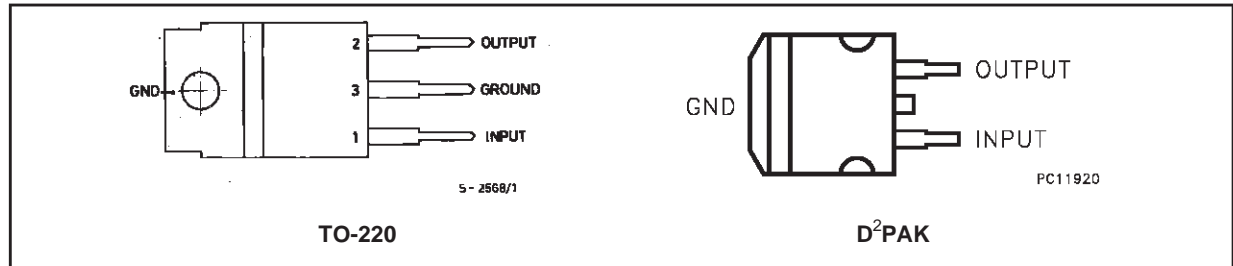 2 OUTPUT
GND 3 GROUND
1 INPUT
S-2568/1
TO-220
OUTPUT
GND
INPUT
PC11920
D²PAK